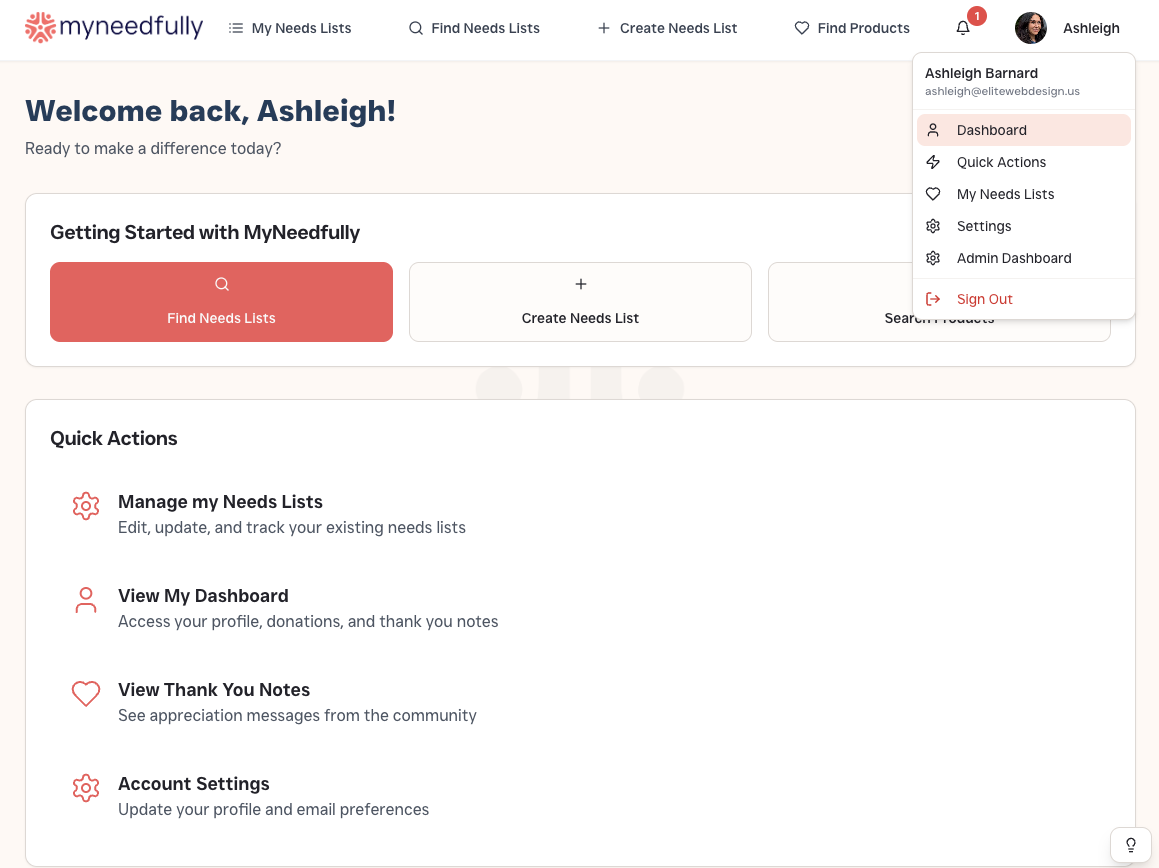 myneedfully
My Needs Lists
Find Needs Lists
Create Needs List
Find Products
1
Ashleigh
Ashleigh Barnard
ashleigh@elitewebdesign.us
Dashboard
Quick Actions
My Needs Lists
Settings
Admin Dashboard
Sign Out
Welcome back, Ashleigh!
Ready to make a difference today?
Getting Started with MyNeedfully
Find Needs Lists
Create Needs List
Search Products
Quick Actions
Manage my Needs Lists
Edit, update, and track your existing needs lists
View My Dashboard
Access your profile, donations, and thank you notes
View Thank You Notes
See appreciation messages from the community
Account Settings
Update your profile and email preferences